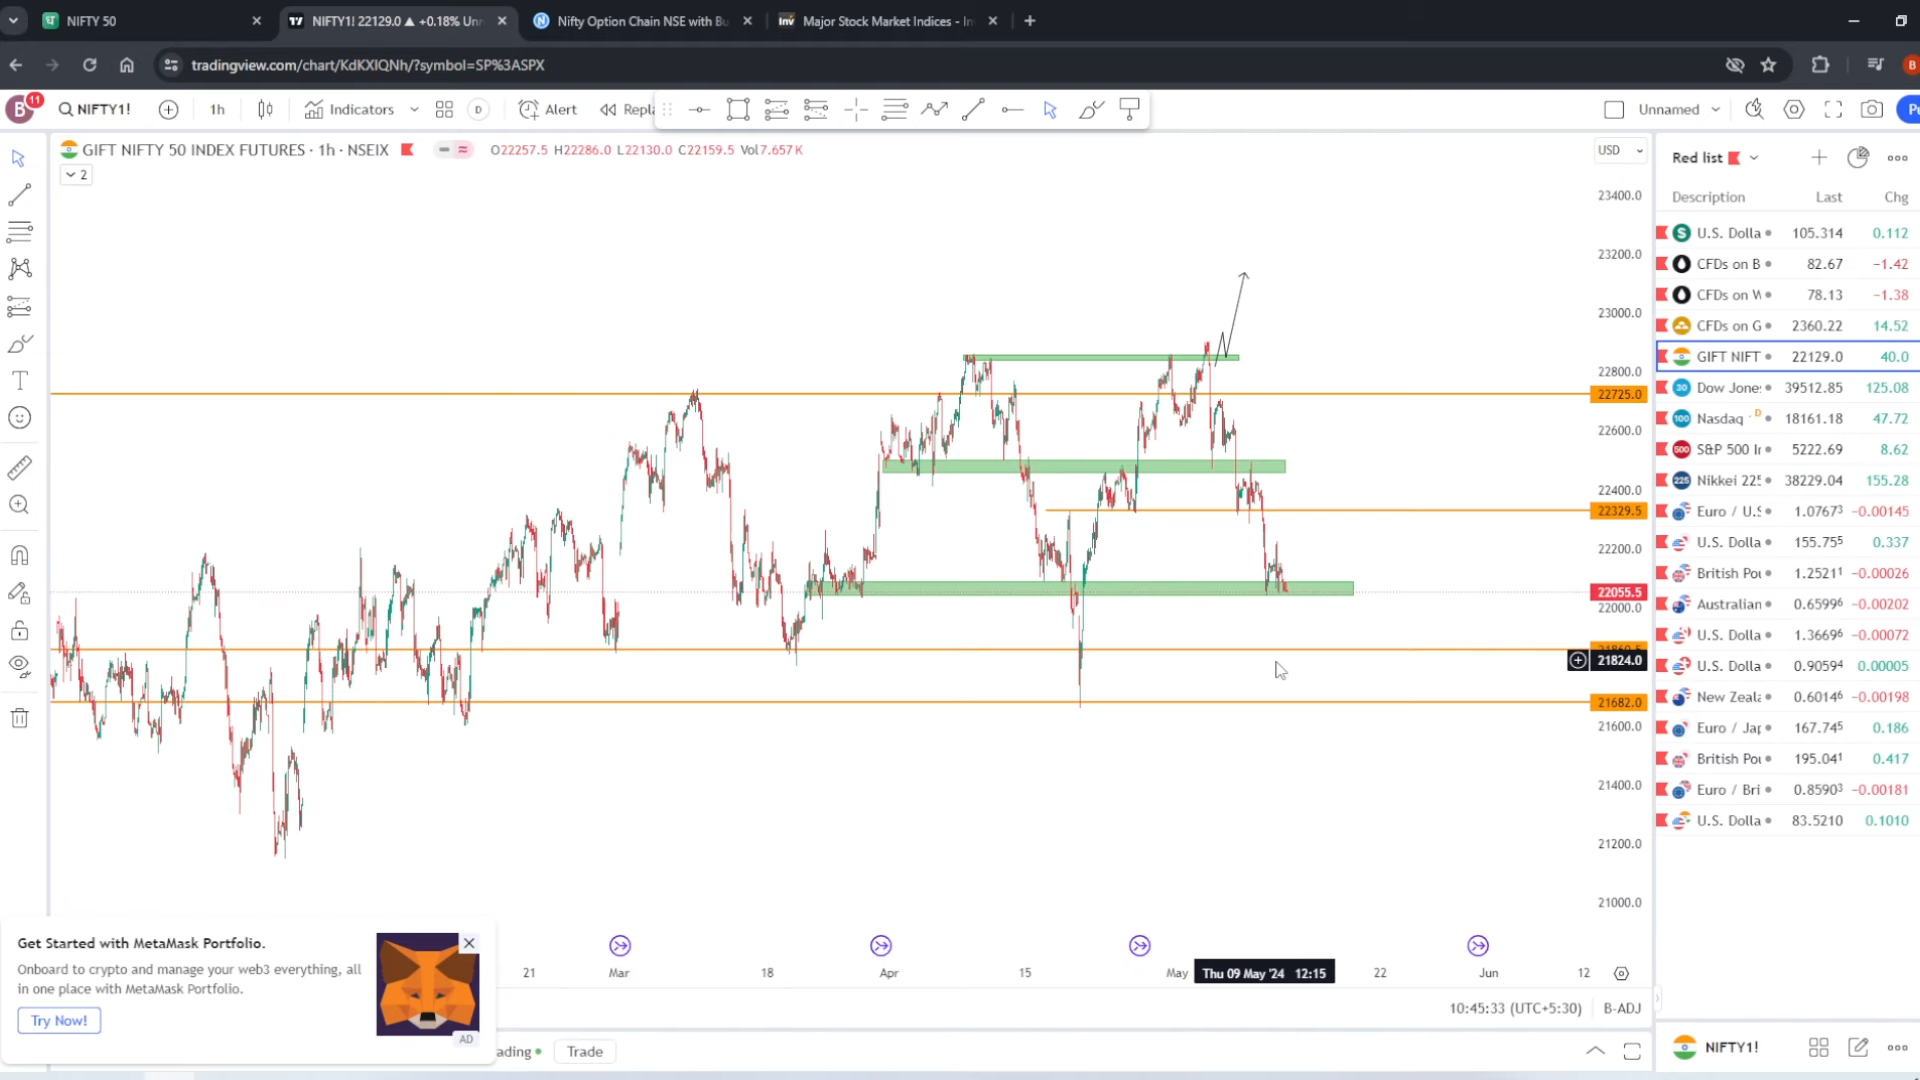 NIFTY 50
NIFTY1! 22129.0 ▲ +0.18% Unn
Nifty Option Chain NSE with Bu
Major Stock Market Indices - In
tradingview.com/chart/KdKXlQNh/?symbol=SP%3ASPX
B 11 NIFTY1! 1h Indicators D Alert Repla Unnamed Pu
GIFT NIFTY 50 INDEX FUTURES · 1h · NSEIX O22257.5 H22286.0 L22130.0 C22159.5 Vol7.657 K
2
USD
23400.0
23200.0
23000.0
22800.0
22725.0
22600.0
22400.0
22329.5
22200.0
22055.5
22000.0
21824.0
21682.0
21600.0
21400.0
21200.0
21000.0
21 Mar 18 Apr 15 May Thu 09 May '24 12:15 22 Jun 12
10:45:33 (UTC+5:30) B-ADJ
ading Trade
Get Started with MetaMask Portfolio.
Onboard to crypto and manage your web3 everything, all
in one place with MetaMask Portfolio.
Try Now!
AD
Red list
Description Last Chg
U.S. Dolla 105.314 0.112
CFDs on B 82.67 −1.42
CFDs on W 78.13 −1.38
CFDs on G 2360.22 14.52
GIFT NIFT 22129.0 40.0
Dow Jone: 39512.85 125.08
Nasdaq D 18161.18 47.72
S&P 500 Ir 5222.69 8.62
Nikkei 225 38229.04 155.28
Euro / U.S 1.07673 −0.00145
U.S. Dolla 155.755 0.337
British Pou 1.25211 −0.00026
Australian 0.65996 −0.00202
U.S. Dolla 1.36696 −0.00072
U.S. Dolla 0.90594 0.00005
New Zeala 0.60146 −0.00198
Euro / Jap 167.745 0.186
British Pou 195.041 0.417
Euro / Bri 0.85903 −0.00181
U.S. Dolla 83.5210 0.1010
NIFTY1!